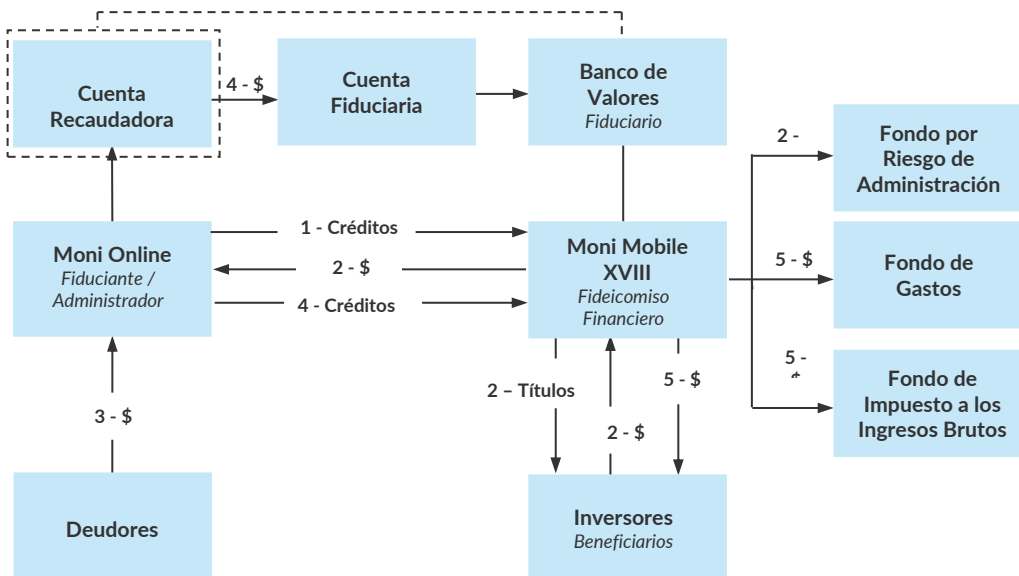 Cuenta
Recaudadora
4 - $
Cuenta
Fiduciaria
Banco de
Valores
Fiduciario
2 -
Fondo por
Riesgo de
Administración
Moni Online
Fiduciante /
Administrador
1 - Créditos
2 - $
4 - Créditos
Moni Mobile
XVIII
Fideicomiso
Financiero
5 - $
Fondo de
Gastos
5 -
Fondo de
Impuesto a los
Ingresos Brutos
2 – Títulos
5 - $
2 - $
3 - $
Deudores
Inversores
Beneficiarios